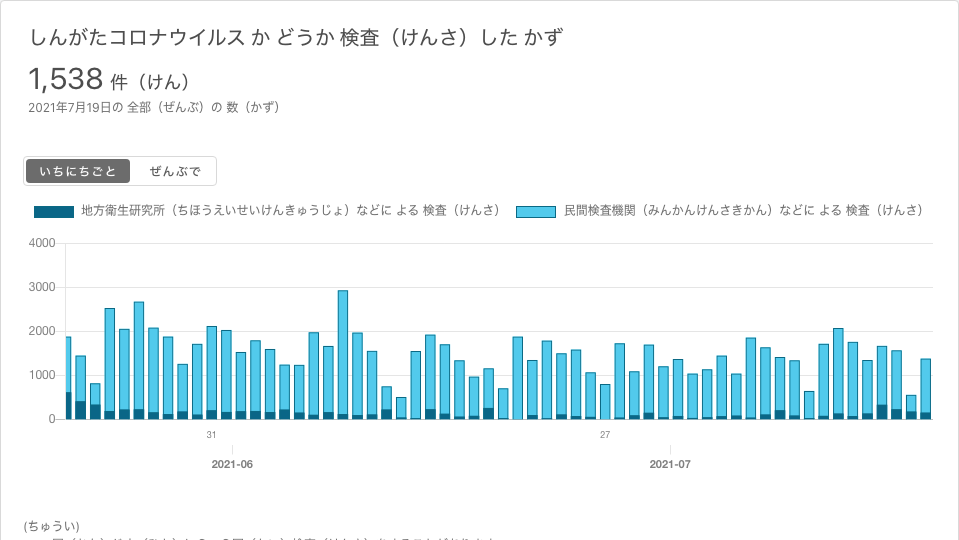 しんがたコロナウイルス か どうか 検査（けんさ）した かず
1,538 件（けん）
2021年7月19日の 全部（ぜんぶ）の 数（かず）
いちにちごと ぜんぶで
地方衛生研究所（ちほうえいせいけんきゅうじょ）などに よる 検査（けんさ） 民間検査機関（みんかんけんさきかん）などに よる 検査（けんさ）
4000
3000
2000
1000
0
31 27
2021-06 2021-07
(ちゅうい)